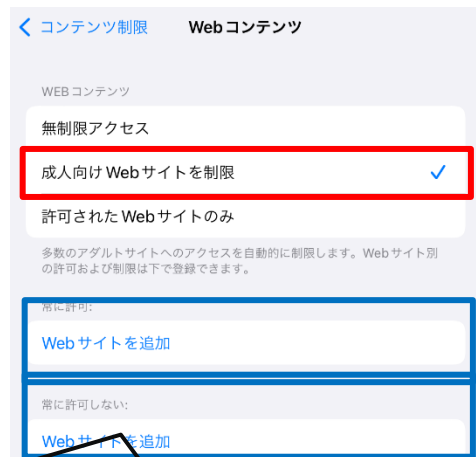 コンテンツ制限 Webコンテンツ
WEBコンテンツ
無制限アクセス
成人向けWebサイトを制限
許可されたWebサイトのみ
多数のアダルトサイトへのアクセスを自動的に制限します。Webサイト別
の許可および制限は下で登録できます。
常に許可:
Webサイトを追加
常に許可しない:
Webサイトを追加